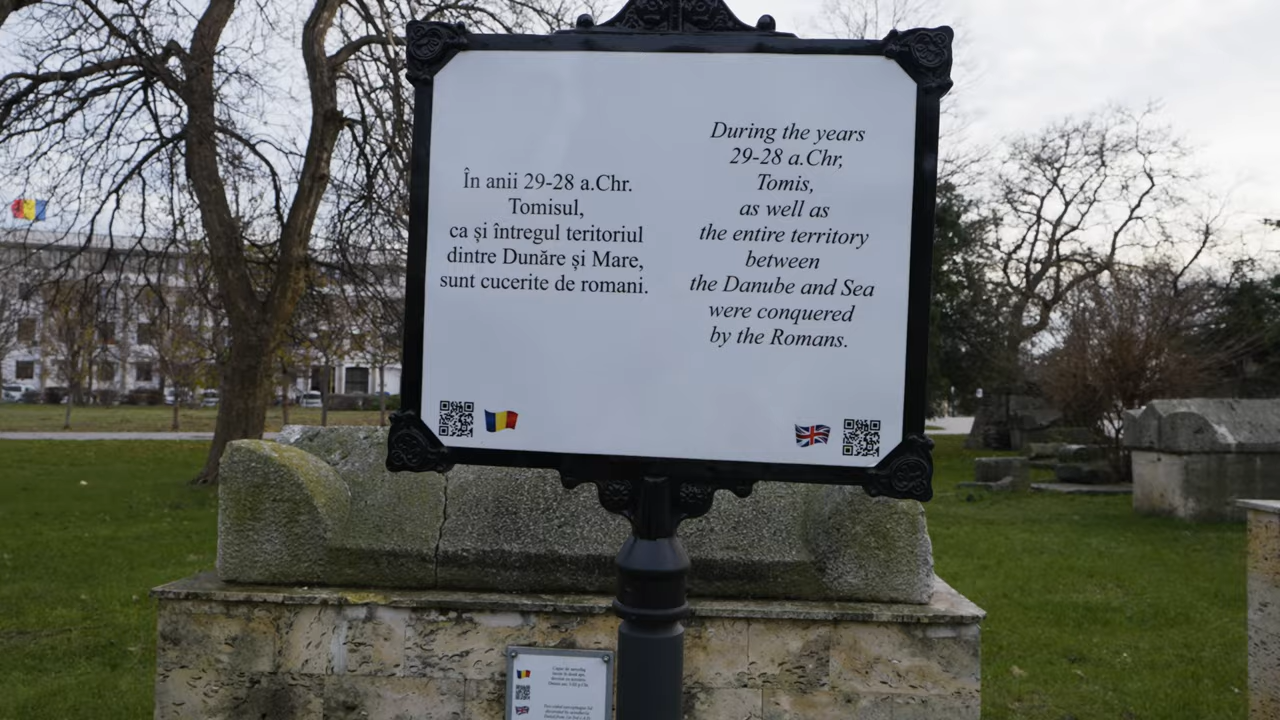 În anii 29-28 a.Chr.
Tomisul,
ca și întregul teritoriul
dintre Dunăre și Mare,
sunt cucerite de romani.
During the years
29-28 a.Chr,
Tomis,
as well as
the entire territory
between
the Danube and Sea
were conquered
by the Romans.